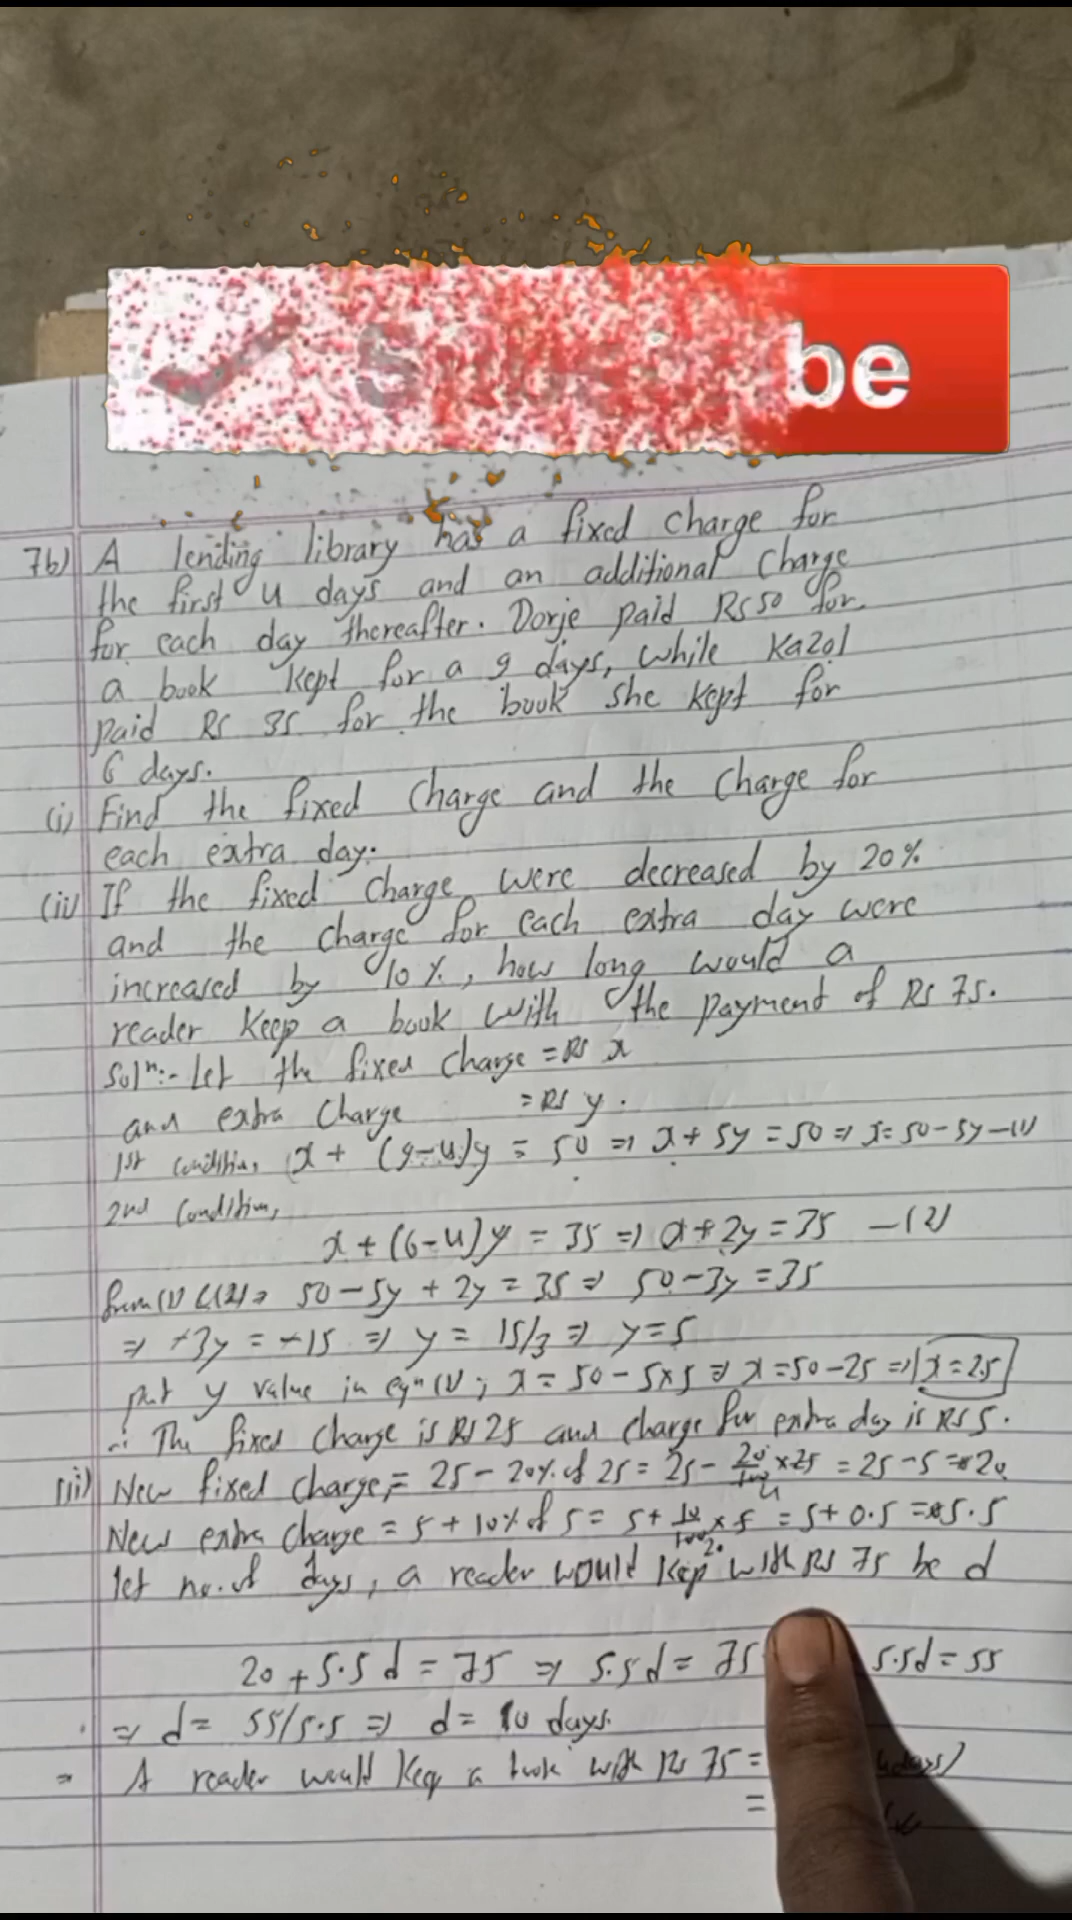 be
7b) A lending library has a fixed charge for
the first 4 days and an additional charge
for each day thereafter. Dorje paid Rs 50 for
a book kept for a 9 days, while Kazol
paid Rs 35 for the book she kept for
6 days.
(i) Find the fixed charge and the charge for
each extra day.
(ii) If the fixed charge were decreased by 20%
and the charge for each extra day were
increased by 10%, how long would a
reader keep a book with the payment of Rs 75.
Solⁿ:- Let the fixed charge = Rs x
and extra charge = Rs y.
1st condition, x + (9-4)y = 50 => x + 5y = 50 => x = 50 - 5y -(1)
2nd condition,
x + (6-4)y = 35 => x + 2y = 35 -(2)
from (1) & (2) => 50 - 5y + 2y = 35 => 50 - 3y = 35
=> +3y = +15 => y = 15/3 => y = 5
put y value in eqn (1); x = 50 - 5×5 => x = 50 - 25 => x = 25
∴ The fixed charge is Rs 25 and charge for extra day is Rs 5.
(ii) New fixed charge = 25 - 20% of 25 = 25 - 20/100 × 25 = 25 - 5 = 20
New extra charge = 5 + 10% of 5 = 5 + 10/100 × 5 = 5 + 0.5 = 5.5
let no. of days, a reader would keep with Rs 75 be d
20 + 5.5d = 75 => 5.5d = 75 5.5d = 55
=> d = 55/5.5 => d = 10 days.
A reader would keep a book with Rs 75 = days)
=